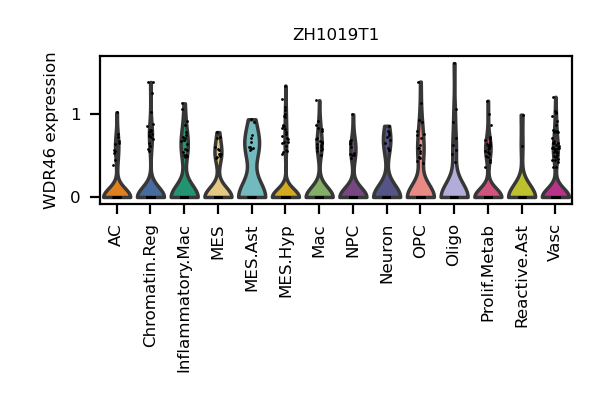 ZH1019T1
WDR46 expression
1
0
AC
Chromatin.Reg
Inflammatory.Mac
MES
MES.Ast
MES.Hyp
Mac
NPC
Neuron
OPC
Oligo
Prolif.Metab
Reactive.Ast
Vasc